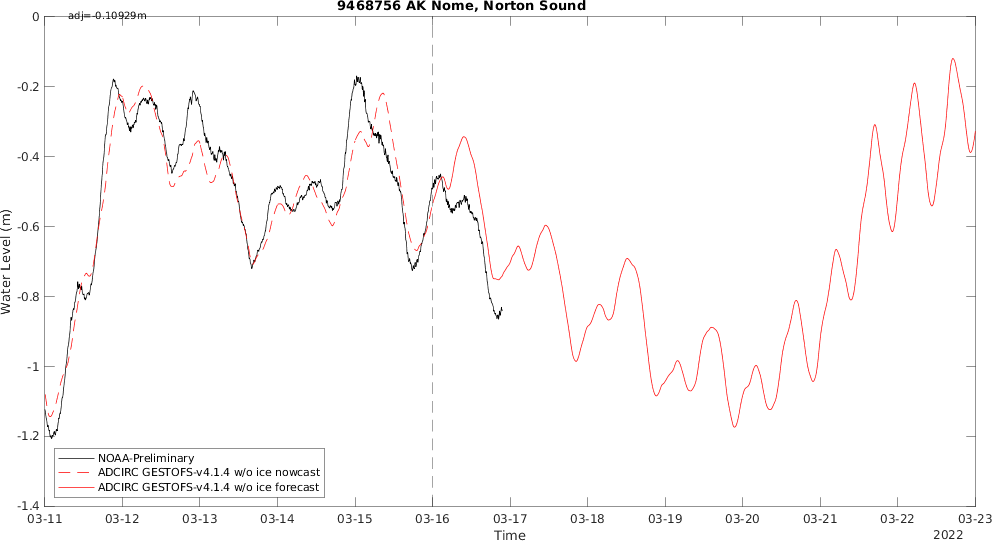 9468756 AK Nome, Norton Sound
adj=-0.10929m
0
-0.2
-0.4
-0.6
-0.8
-1
-1.2
-1.4
Water Level (m)
NOAA-Preliminary
ADCIRC GESTOFS-v4.1.4 w/o ice nowcast
ADCIRC GESTOFS-v4.1.4 w/o ice forecast
03-11 03-12 03-13 03-14 03-15 03-16 03-17 03-18 03-19 03-20 03-21 03-22 03-23
Time
2022